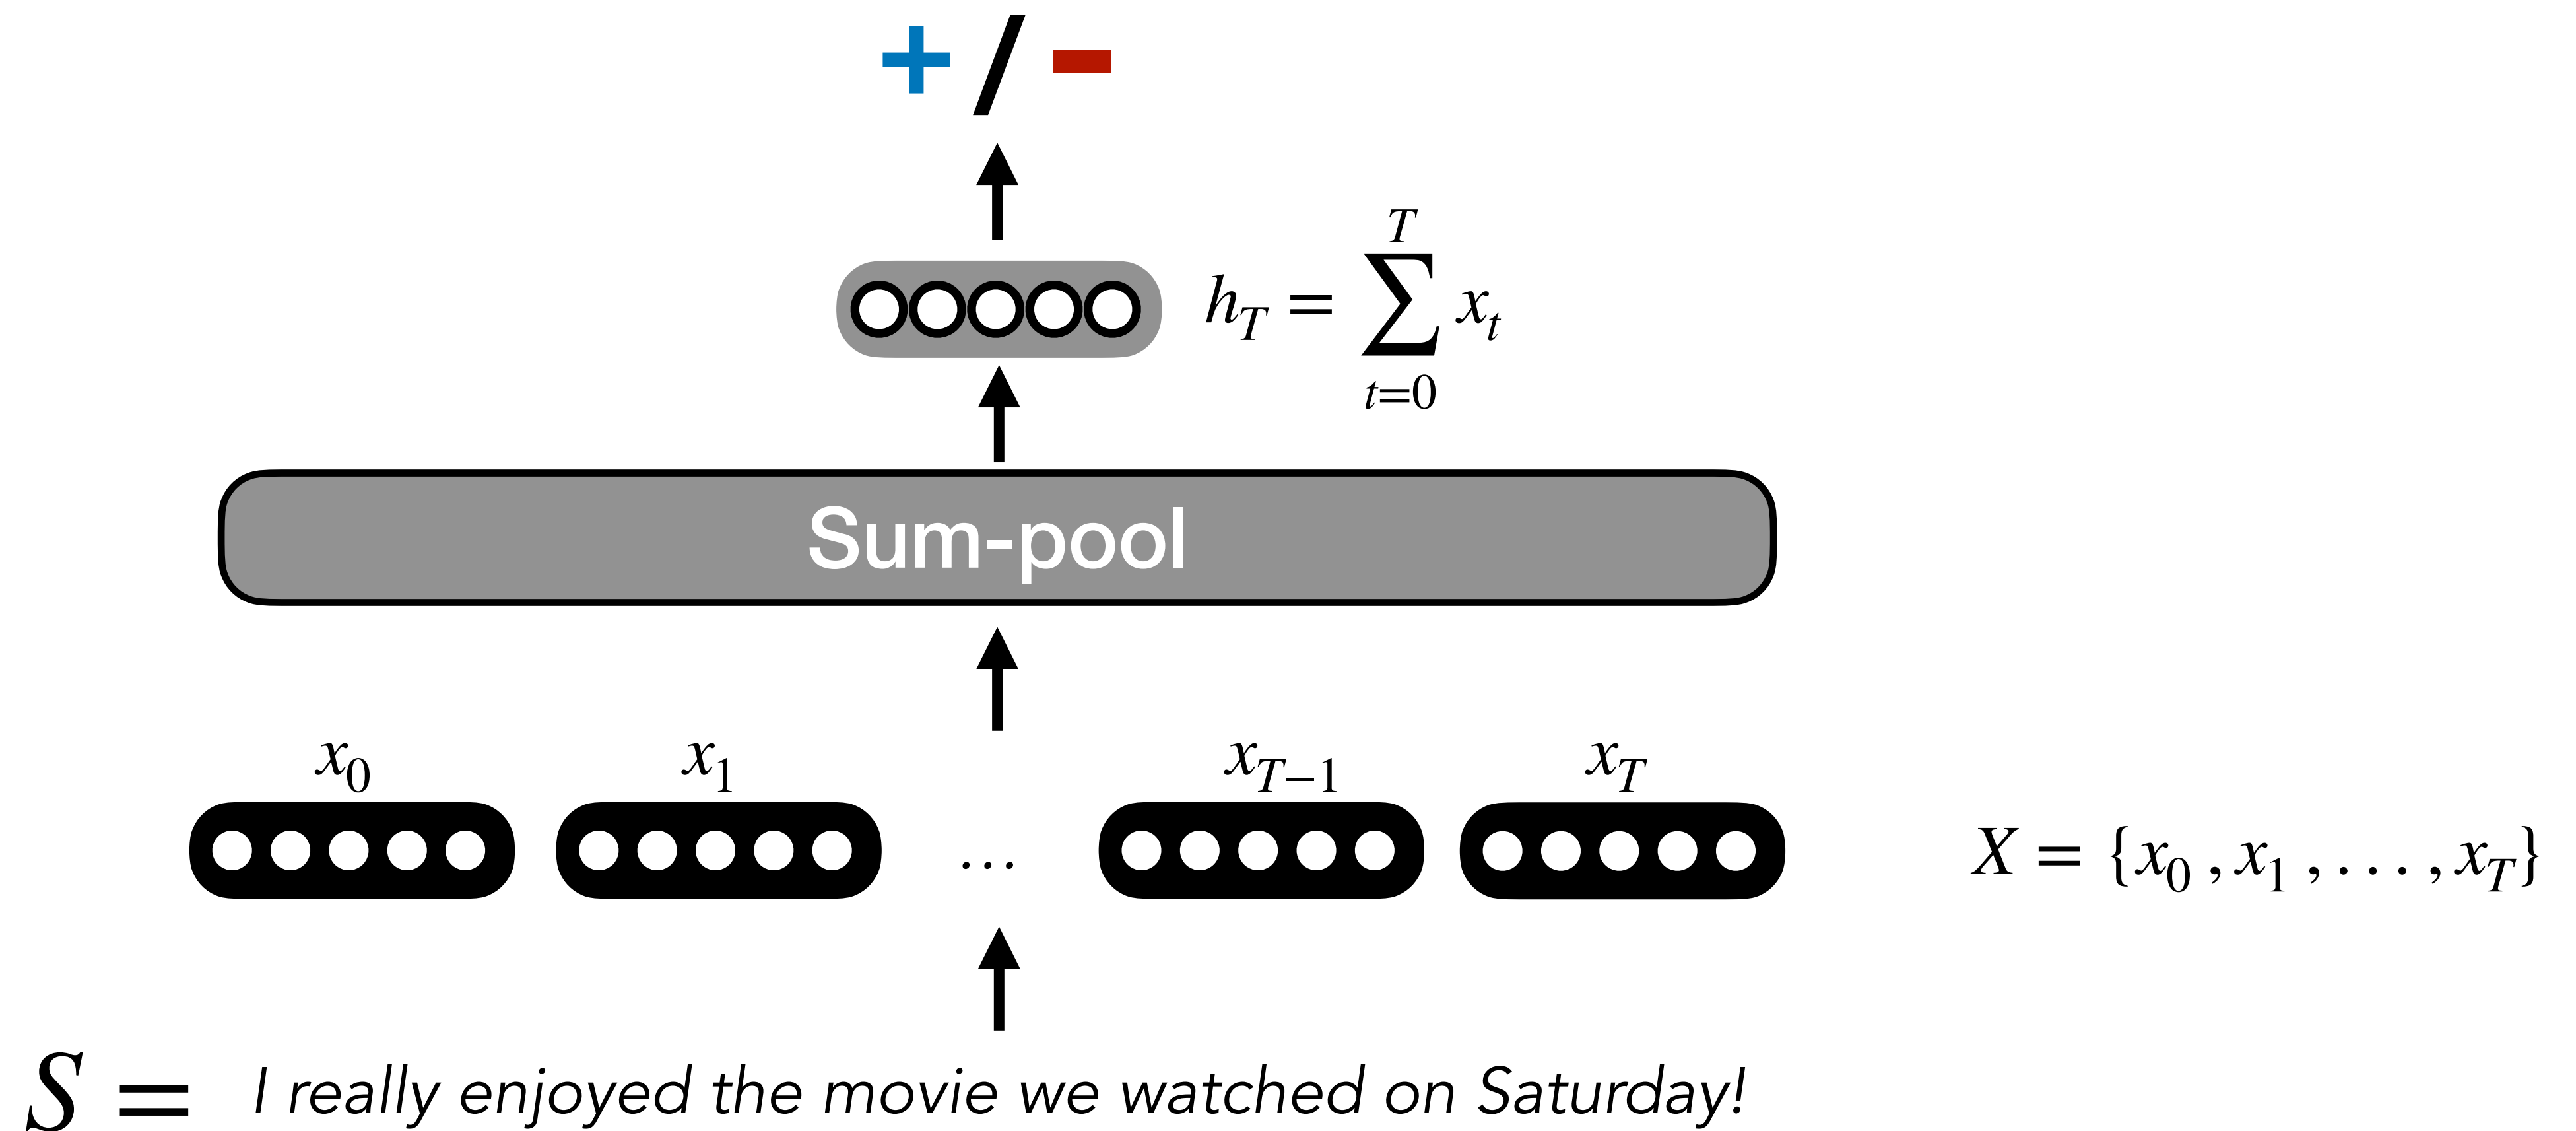 + / -
h_T = \sum_{t=0}^{T} x_t
Sum-pool
x_0 x_1 x_{T-1} x_T
... X = {x_0 , x_1 , . . . , x_T}
S = I really enjoyed the movie we watched on Saturday!